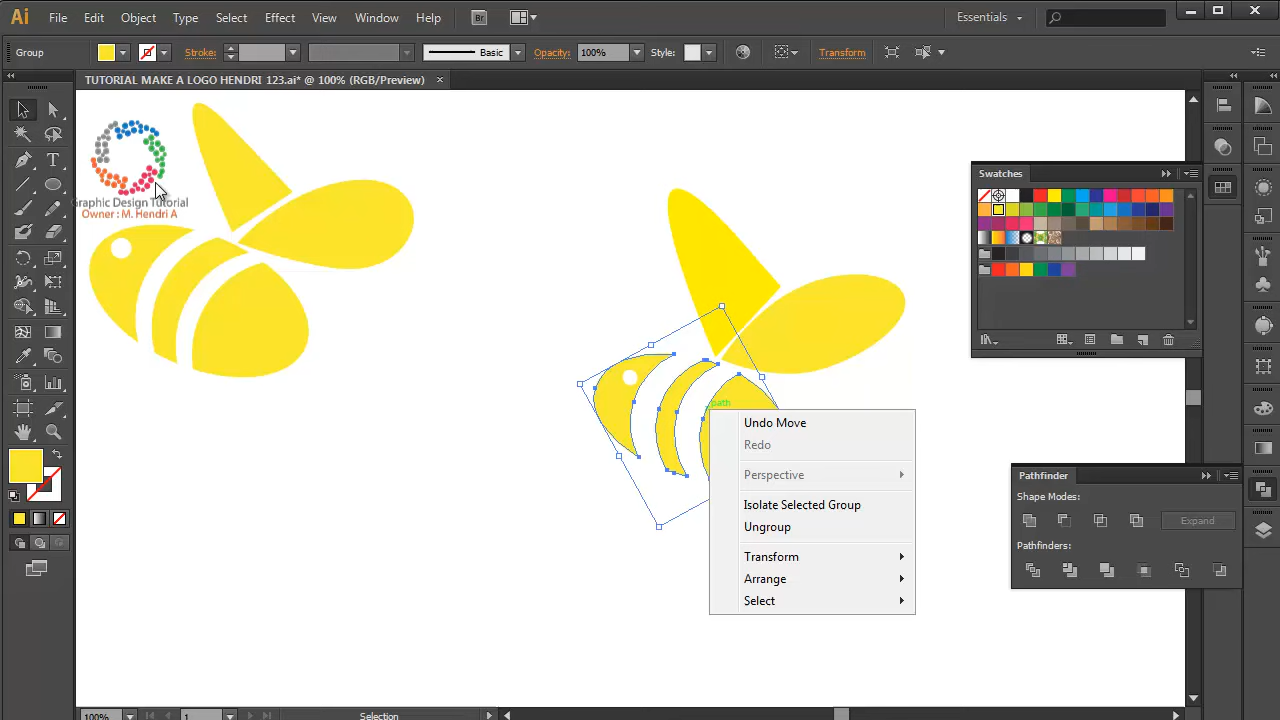 Ai File Edit Object Type Select Effect View Window Help Br Essentials
Group Stroke: Basic Opacity: 100% Style: Transform
TUTORIAL MAKE A LOGO HENDRI 123.ai* @ 100% (RGB/Preview) ×
Graphic Design Tutorial
Owner : M. Hendri A
Swatches
path
Undo Move
Redo
Perspective
Isolate Selected Group
Ungroup
Transform
Arrange
Select
Pathfinder
Shape Modes:
Expand
Pathfinders:
100% 1 Selection